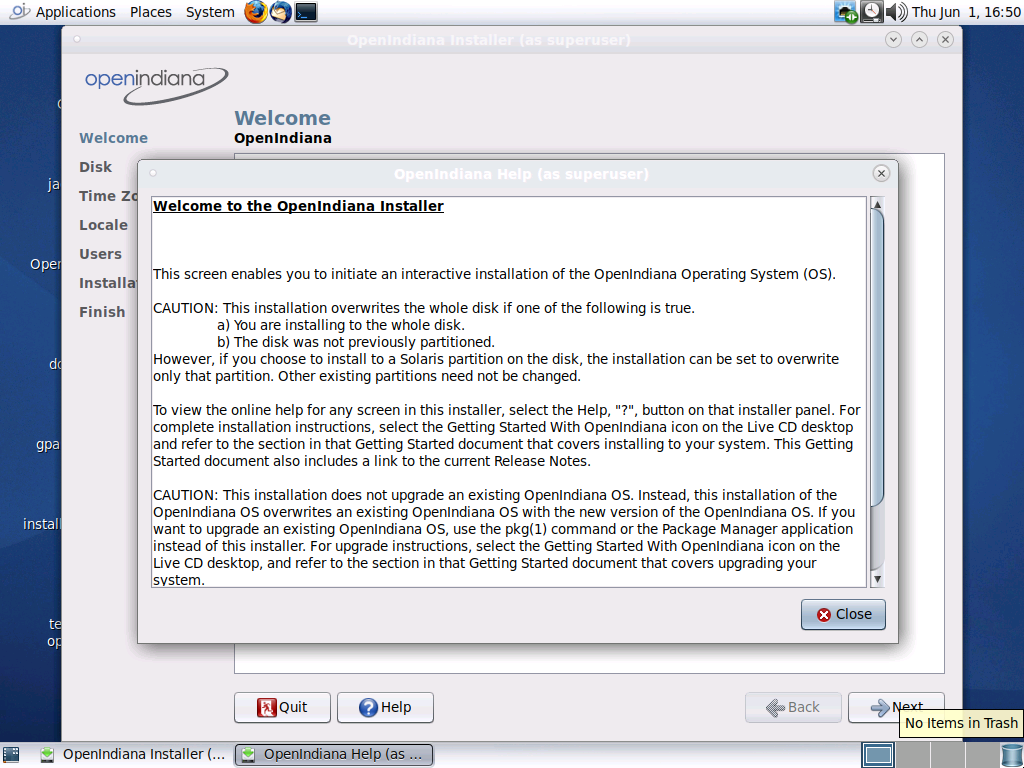 Applications Places System Thu Jun 1, 16:50
OpenIndiana Installer (as superuser)
openindiana
Welcome
OpenIndiana
Welcome
Disk
Time Zo
Locale
Users
Installa
Finish
ja
Open
do
gpa
install
te
op
OpenIndiana Help (as superuser)
Welcome to the OpenIndiana Installer
This screen enables you to initiate an interactive installation of the OpenIndiana Operating System (OS).
CAUTION: This installation overwrites the whole disk if one of the following is true.
a) You are installing to the whole disk.
b) The disk was not previously partitioned.
However, if you choose to install to a Solaris partition on the disk, the installation can be set to overwrite
only that partition. Other existing partitions need not be changed.
To view the online help for any screen in this installer, select the Help, "?", button on that installer panel. For
complete installation instructions, select the Getting Started With OpenIndiana icon on the Live CD desktop
and refer to the section in that Getting Started document that covers installing to your system. This Getting
Started document also includes a link to the current Release Notes.
CAUTION: This installation does not upgrade an existing OpenIndiana OS. Instead, this installation of the
OpenIndiana OS overwrites an existing OpenIndiana OS with the new version of the OpenIndiana OS. If you
want to upgrade an existing OpenIndiana OS, use the pkg(1) command or the Package Manager application
instead of this installer. For upgrade instructions, select the Getting Started With OpenIndiana icon on the
Live CD desktop, and refer to the section in that Getting Started document that covers upgrading your
system.
Close
Quit Help Back Next
No Items in Trash
OpenIndiana Installer (... OpenIndiana Help (as ...